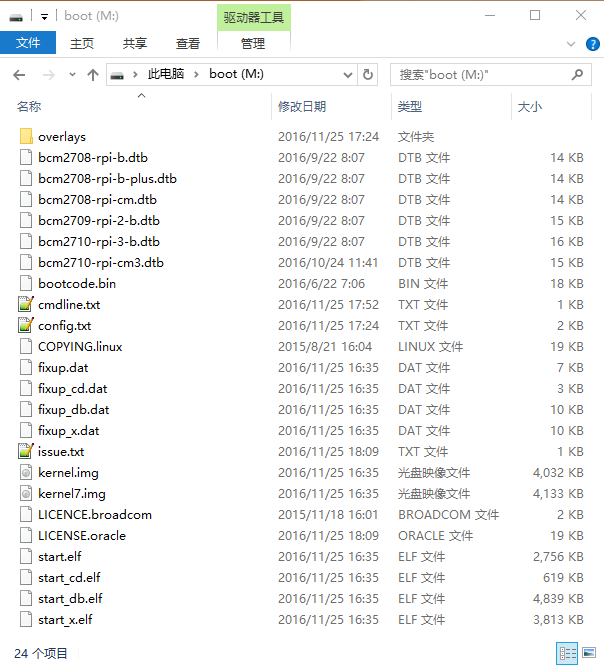 boot (M:)
驱动器工具
文件 主页 共享 查看 管理
此电脑 boot (M:) 搜索"boot (M:)"
名称 修改日期 类型 大小
overlays 2016/11/25 17:24 文件夹
bcm2708-rpi-b.dtb 2016/9/22 8:07 DTB 文件 14 KB
bcm2708-rpi-b-plus.dtb 2016/9/22 8:07 DTB 文件 14 KB
bcm2708-rpi-cm.dtb 2016/9/22 8:07 DTB 文件 14 KB
bcm2709-rpi-2-b.dtb 2016/9/22 8:07 DTB 文件 15 KB
bcm2710-rpi-3-b.dtb 2016/9/22 8:07 DTB 文件 16 KB
bcm2710-rpi-cm3.dtb 2016/10/24 11:41 DTB 文件 15 KB
bootcode.bin 2016/6/22 7:06 BIN 文件 18 KB
cmdline.txt 2016/11/25 17:52 TXT 文件 1 KB
config.txt 2016/11/25 17:24 TXT 文件 2 KB
COPYING.linux 2015/8/21 16:04 LINUX 文件 19 KB
fixup.dat 2016/11/25 16:35 DAT 文件 7 KB
fixup_cd.dat 2016/11/25 16:35 DAT 文件 3 KB
fixup_db.dat 2016/11/25 16:35 DAT 文件 10 KB
fixup_x.dat 2016/11/25 16:35 DAT 文件 10 KB
issue.txt 2016/11/25 18:09 TXT 文件 1 KB
kernel.img 2016/11/25 16:35 光盘映像文件 4,032 KB
kernel7.img 2016/11/25 16:35 光盘映像文件 4,133 KB
LICENCE.broadcom 2015/11/18 16:01 BROADCOM 文件 2 KB
LICENSE.oracle 2016/11/25 18:09 ORACLE 文件 19 KB
start.elf 2016/11/25 16:35 ELF 文件 2,756 KB
start_cd.elf 2016/11/25 16:35 ELF 文件 619 KB
start_db.elf 2016/11/25 16:35 ELF 文件 4,839 KB
start_x.elf 2016/11/25 16:35 ELF 文件 3,813 KB
24 个项目